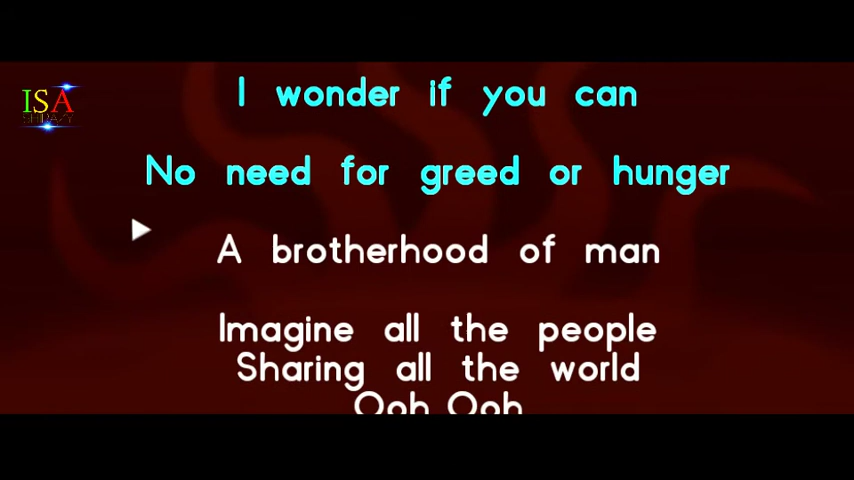 ISA
I wonder if you can
No need for greed or hunger
A brotherhood of man
Imagine all the people
Sharing all the world
Ooh Ooh